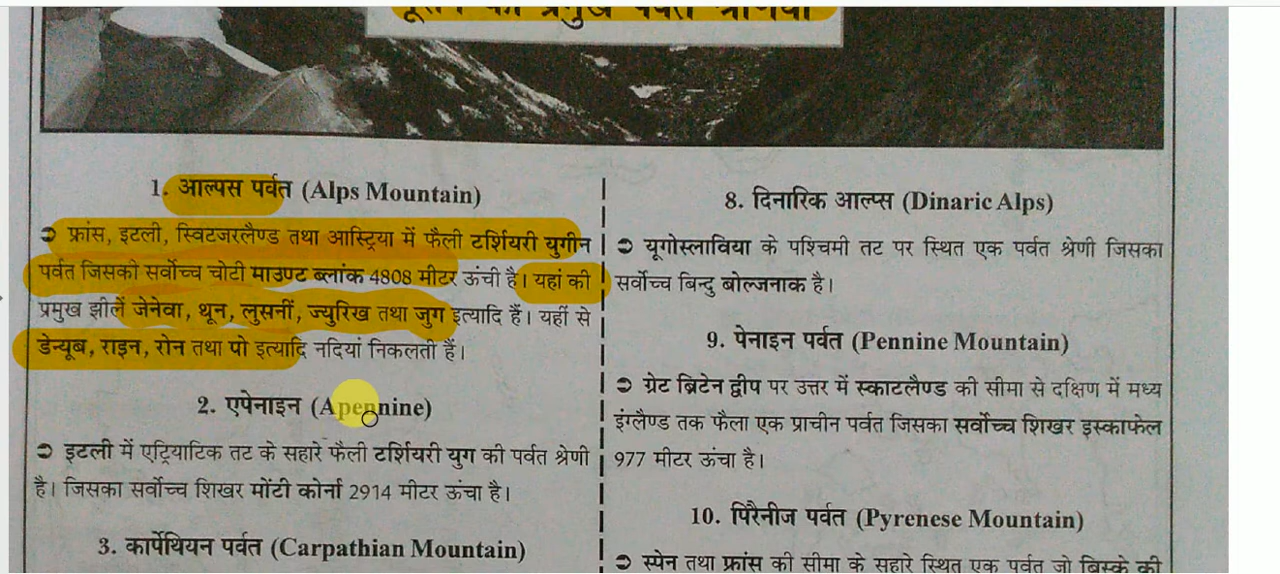 की प्रमुख पर्वत श्रेणियाँ
1. आल्पस पर्वत (Alps Mountain)
➲ फ्रांस, इटली, स्विटजरलैण्ड तथा आस्ट्रिया में फैली टर्शियरी युगीन
पर्वत जिसकी सर्वोच्च चोटी माउण्ट ब्लांक 4808 मीटर ऊंची है। यहां की
प्रमुख झीलें जेनेवा, थून, लुसर्नी, ज्युरिख तथा जुग इत्यादि हैं। यहीं से
डेन्यूब, राइन, रोन तथा पो इत्यादि नदियां निकलती हैं।
2. एपेनाइन (Apennine)
➲ इटली में एट्रियाटिक तट के सहारे फैली टर्शियरी युग की पर्वत श्रेणी
है। जिसका सर्वोच्च शिखर मोंटी कोर्नो 2914 मीटर ऊंचा है।
3. कार्पेथियन पर्वत (Carpathian Mountain)
8. दिनारिक आल्प्स (Dinaric Alps)
➲ यूगोस्लाविया के पश्चिमी तट पर स्थित एक पर्वत श्रेणी जिसका
सर्वोच्च बिन्दु बोल्जनाक है।
9. पेनाइन पर्वत (Pennine Mountain)
➲ ग्रेट ब्रिटेन द्वीप पर उत्तर में स्काटलैण्ड की सीमा से दक्षिण में मध्य
इंग्लैण्ड तक फैला एक प्राचीन पर्वत जिसका सर्वोच्च शिखर इस्काफेल
977 मीटर ऊंचा है।
10. पिरैनीज पर्वत (Pyrenese Mountain)
➲ स्पेन तथा फ्रांस की सीमा के सहारे स्थित एक पर्वत जो बिस्के की